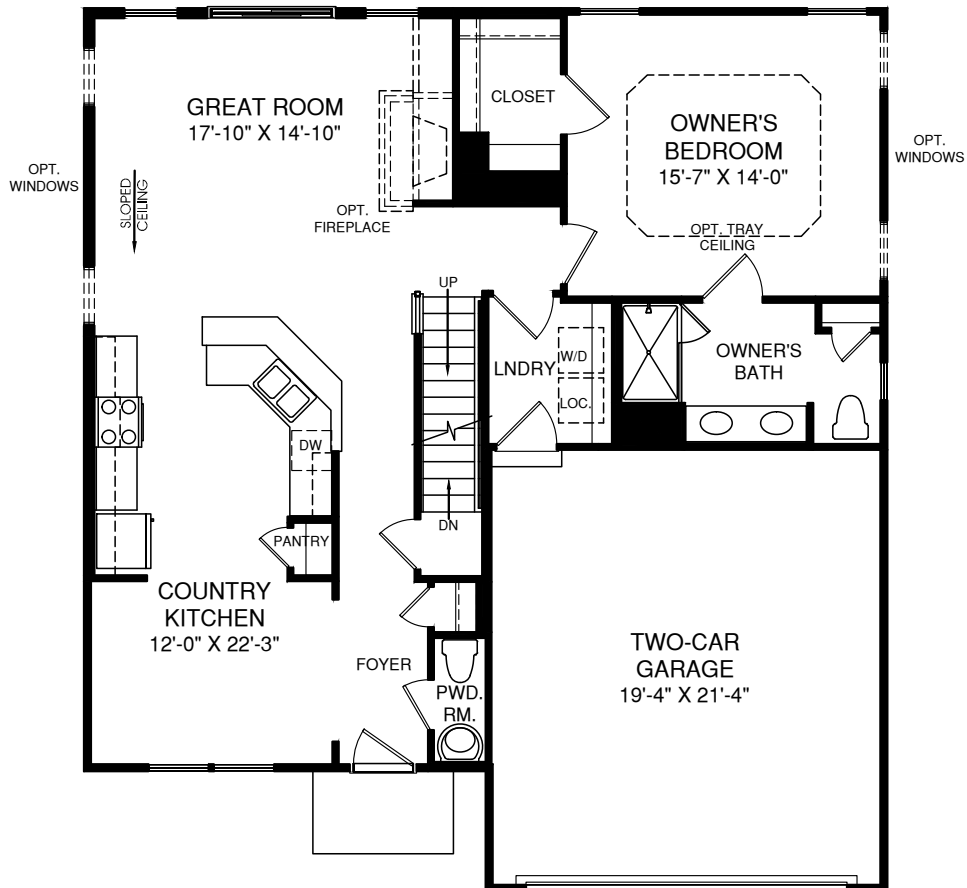 GREAT ROOM
17'-10" X 14'-10"
CLOSET
OWNER'S
BEDROOM
15'-7" X 14'-0"
OPT. TRAY
CEILING
OPT.
WINDOWS
OPT.
WINDOWS
SLOPED
CEILING
OPT.
FIREPLACE
UP
LNDRY
W/D
LOC.
OWNER'S
BATH
DW
DN
PANTRY
COUNTRY
KITCHEN
12'-0" X 22'-3"
FOYER
PWD.
RM.
TWO-CAR
GARAGE
19'-4" X 21'-4"